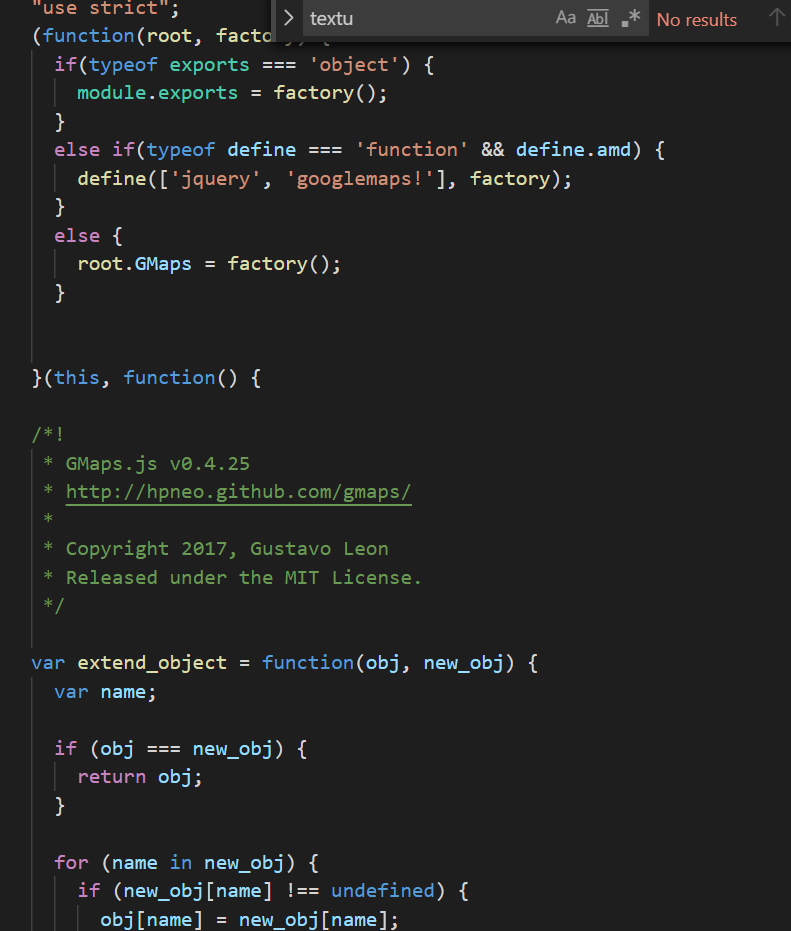 "use strict";
textu Aa Abl .* No results
(function(root, factory) {
if(typeof exports === 'object') {
module.exports = factory();
}
else if(typeof define === 'function' && define.amd) {
define(['jquery', 'googlemaps!'], factory);
}
else {
root.GMaps = factory();
}
}(this, function() {
/*!
* GMaps.js v0.4.25
* http://hpneo.github.com/gmaps/
*
* Copyright 2017, Gustavo Leon
* Released under the MIT License.
*/
var extend_object = function(obj, new_obj) {
var name;
if (obj === new_obj) {
return obj;
}
for (name in new_obj) {
if (new_obj[name] !== undefined) {
obj[name] = new_obj[name];